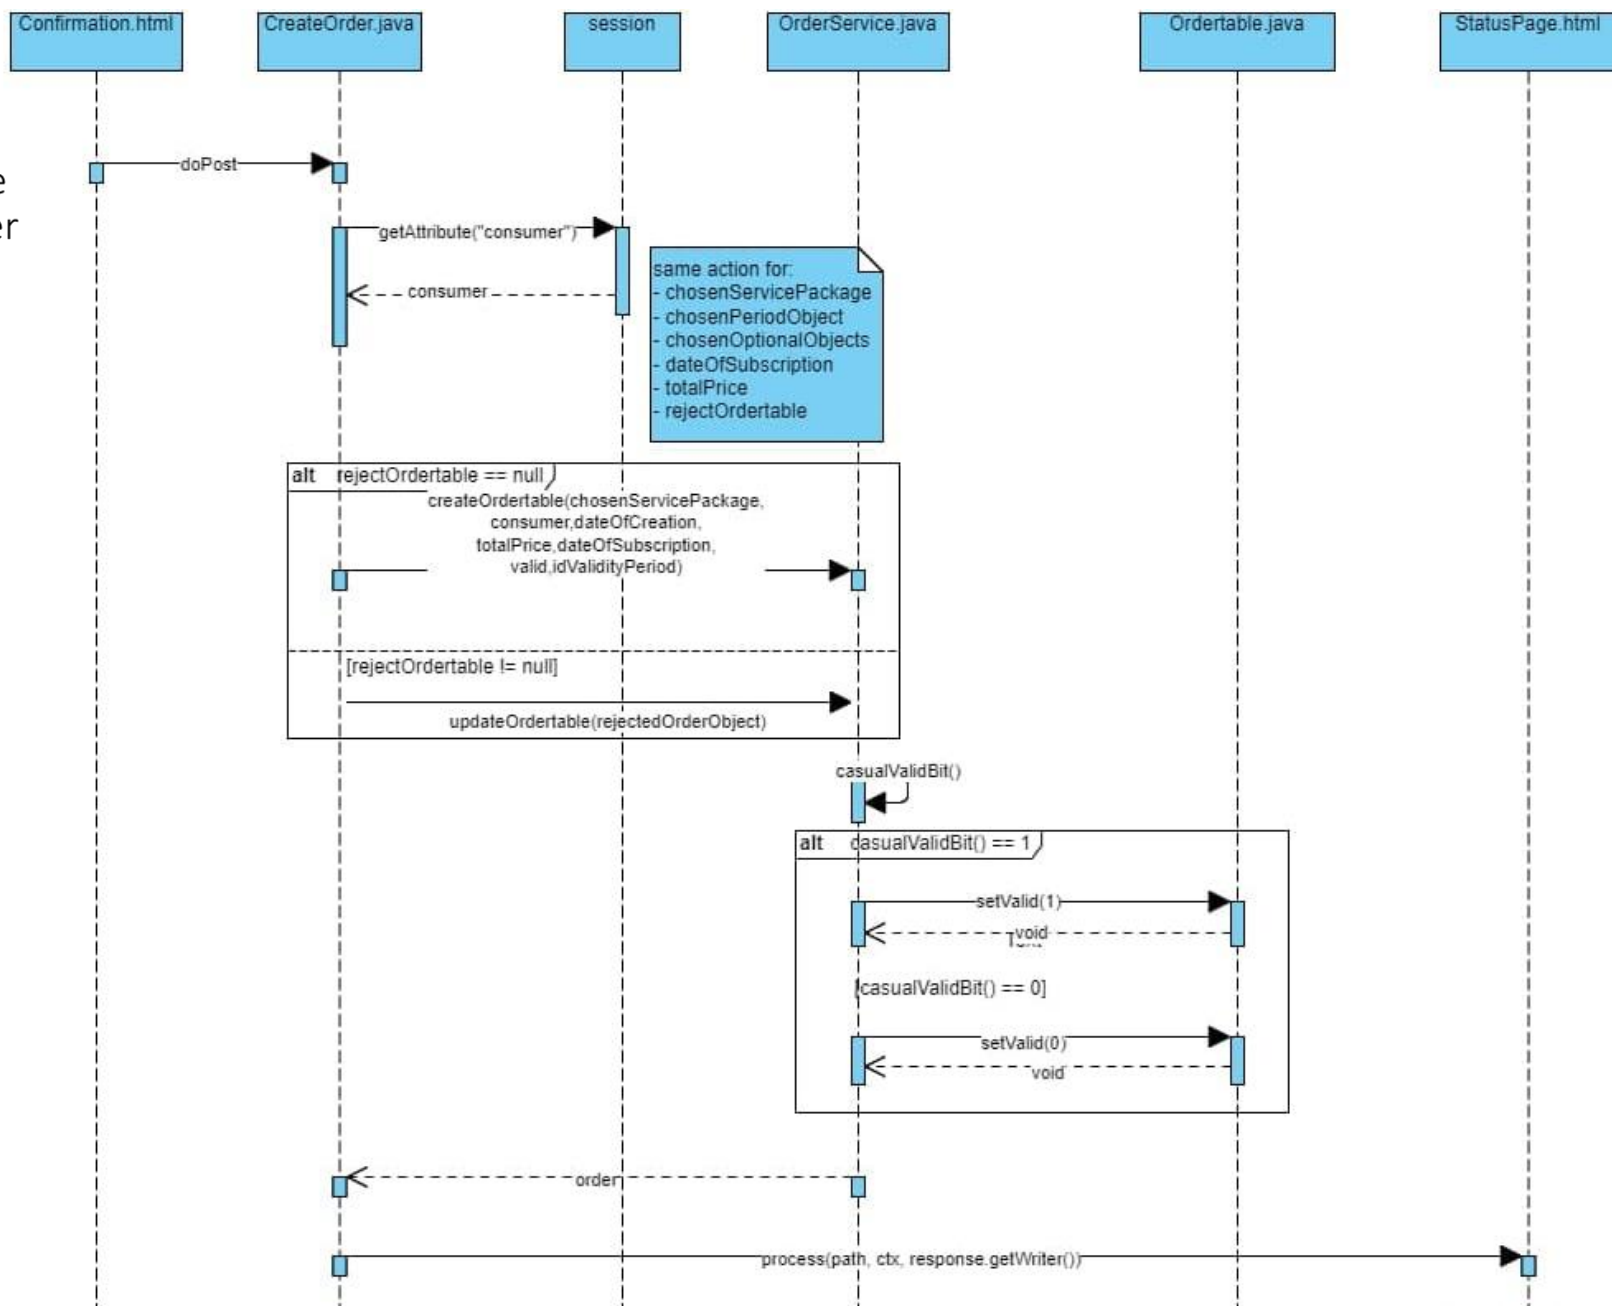 Confirmation.html
CreateOrder.java
session
OrderService.java
Ordertable.java
StatusPage.html
doPost
e
er
getAttribute("consumer")
consumer
same action for:
- chosenServicePackage
- chosenPeriodObject
- chosenOptionalObjects
- dateOfSubscription
- totalPrice
- rejectOrdertable
alt rejectOrdertable == null
createOrdertable(chosenServicePackage,
consumer,dateOfCreation,
totalPrice,dateOfSubscription,
valid,idValidityPeriod)
[rejectOrdertable != null]
updateOrdertable(rejectedOrderObject)
casualValidBit()
alt casualValidBit() == 1
setValid(1)
void
[casualValidBit() == 0]
setValid(0)
void
order
process(path, ctx, response.getWriter())